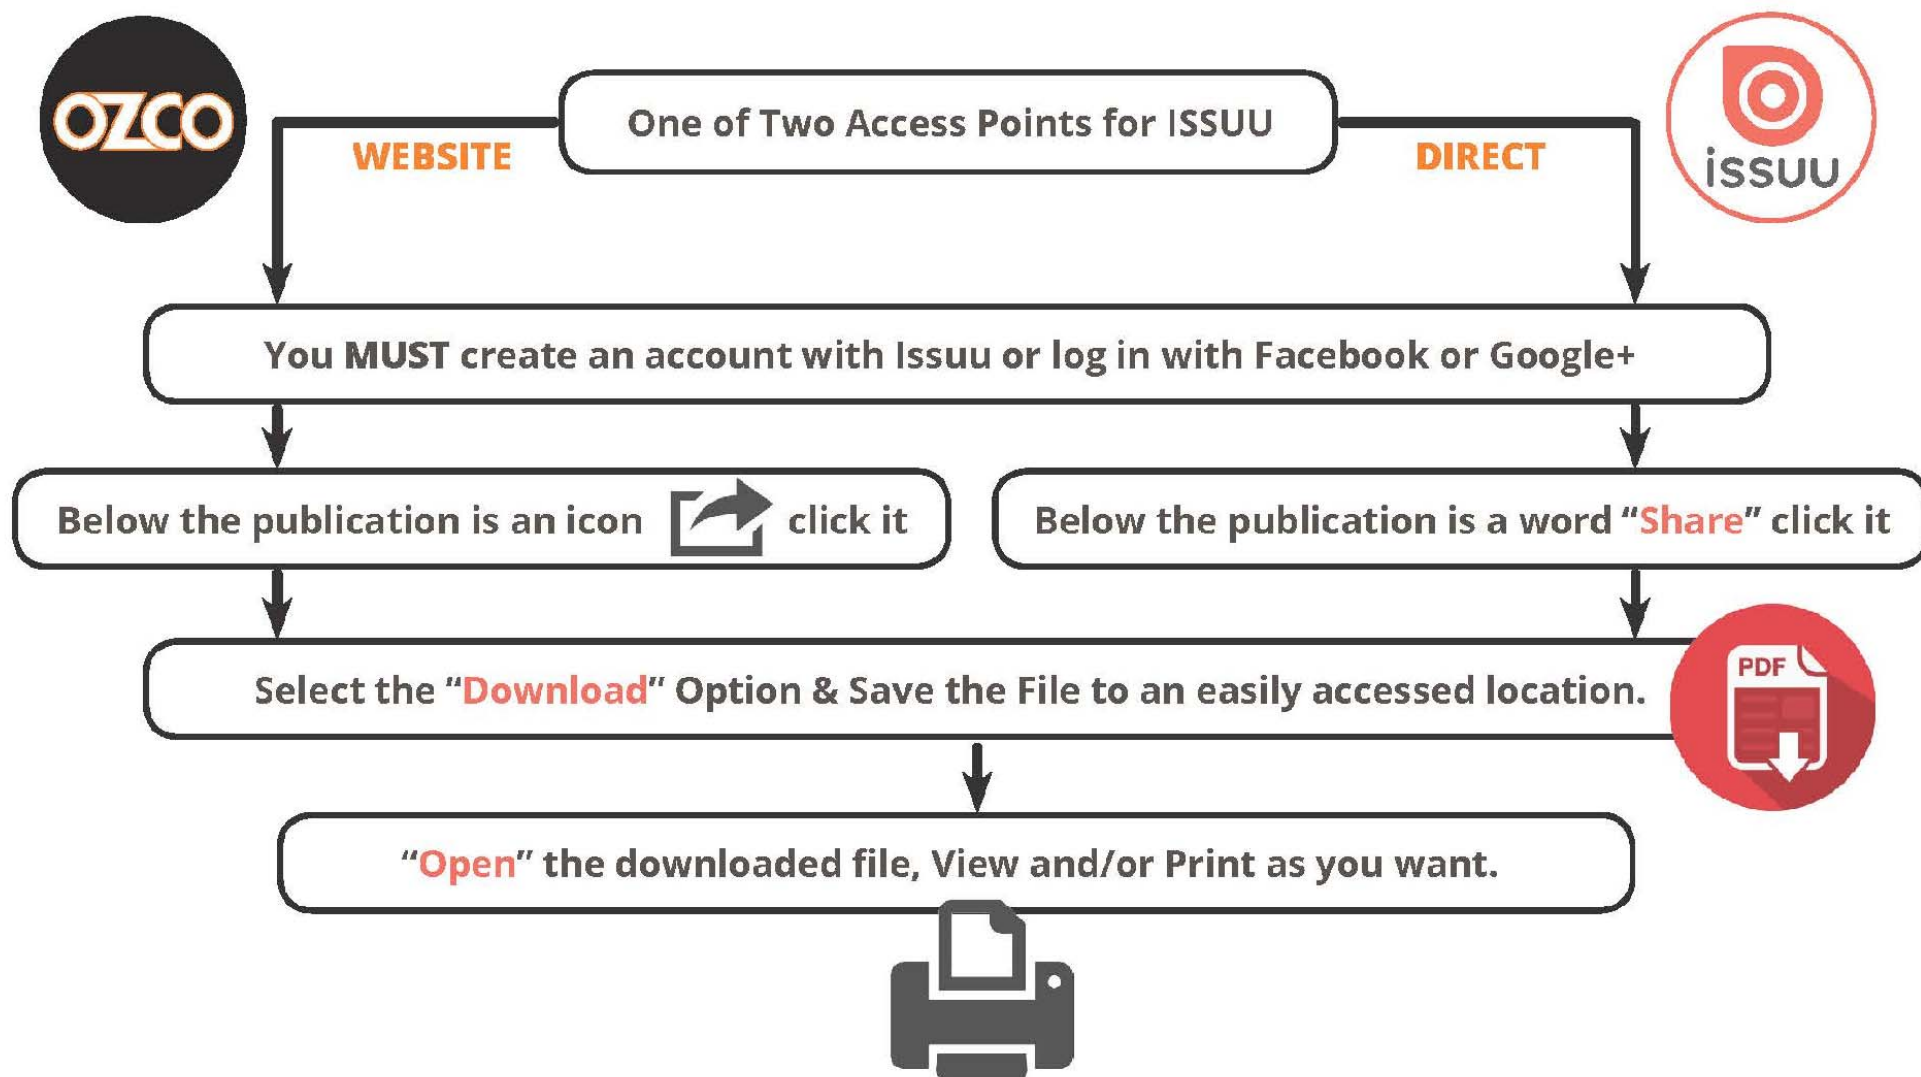 OZCO
One of Two Access Points for ISSUU
WEBSITE
DIRECT
issuu
You MUST create an account with Issuu or log in with Facebook or Google+
Below the publication is an icon click it
Below the publication is a word “Share” click it
Select the “Download” Option & Save the File to an easily accessed location.
PDF
“Open” the downloaded file, View and/or Print as you want.